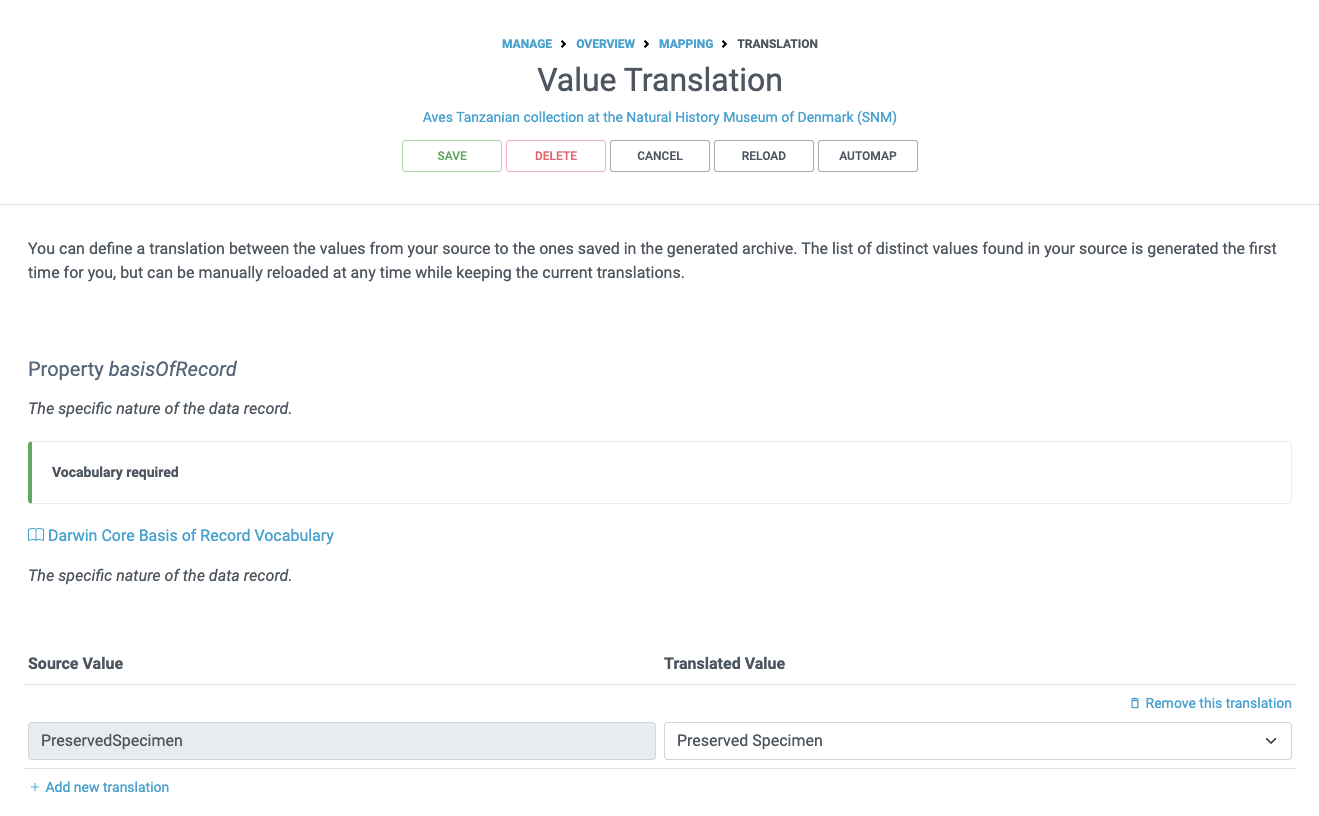 MANAGE > OVERVIEW > MAPPING > TRANSLATION
Value Translation
Aves Tanzanian collection at the Natural History Museum of Denmark (SNM)
SAVE DELETE CANCEL RELOAD AUTOMAP
You can define a translation between the values from your source to the ones saved in the generated archive. The list of distinct values found in your source is generated the first
time for you, but can be manually reloaded at any time while keeping the current translations.
Property basisOfRecord
The specific nature of the data record.
Vocabulary required
Darwin Core Basis of Record Vocabulary
The specific nature of the data record.
Source Value Translated Value
Remove this translation
PreservedSpecimen Preserved Specimen
+ Add new translation